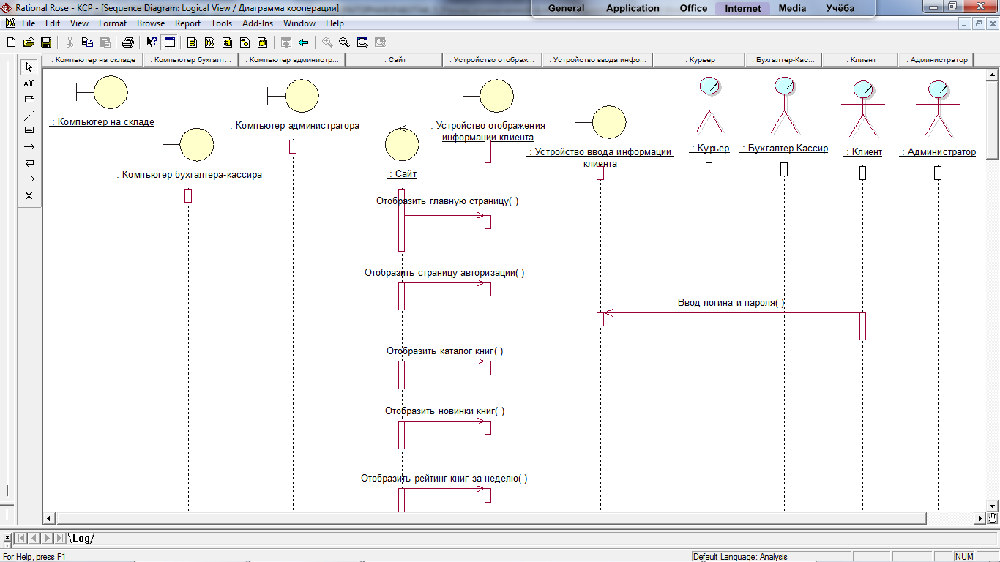 Rational Rose - KCP - [Sequence Diagram: Logical View / Диаграмма кооперации]
General Application Office Internet Media Учёба
File Edit View Format Browse Report Tools Add-Ins Window Help
: Компьютер на складе : Компьютер бухгалт... : Компьютер администр... : Сайт : Устройство отображ... : Устройство ввода инфо... : Курьер : Бухгалтер-Кас... : Клиент : Администратор
ABC
: Компьютер на складе
: Компьютер бухгалтера-кассира
: Компьютер администратора
: Сайт
: Устройство отображения
информации клиента
: Устройство ввода информации
клиента
: Курьер
: Бухгалтер-Кассир
: Клиент
: Администратор
Отобразить главную страницу( )
Отобразить страницу авторизации( )
Ввод логина и пароля( )
Отобразить каталог книг( )
Отобразить новинки книг( )
Отобразить рейтинг книг за неделю( )
Log
For Help, press F1
Default Language: Analysis
NUM